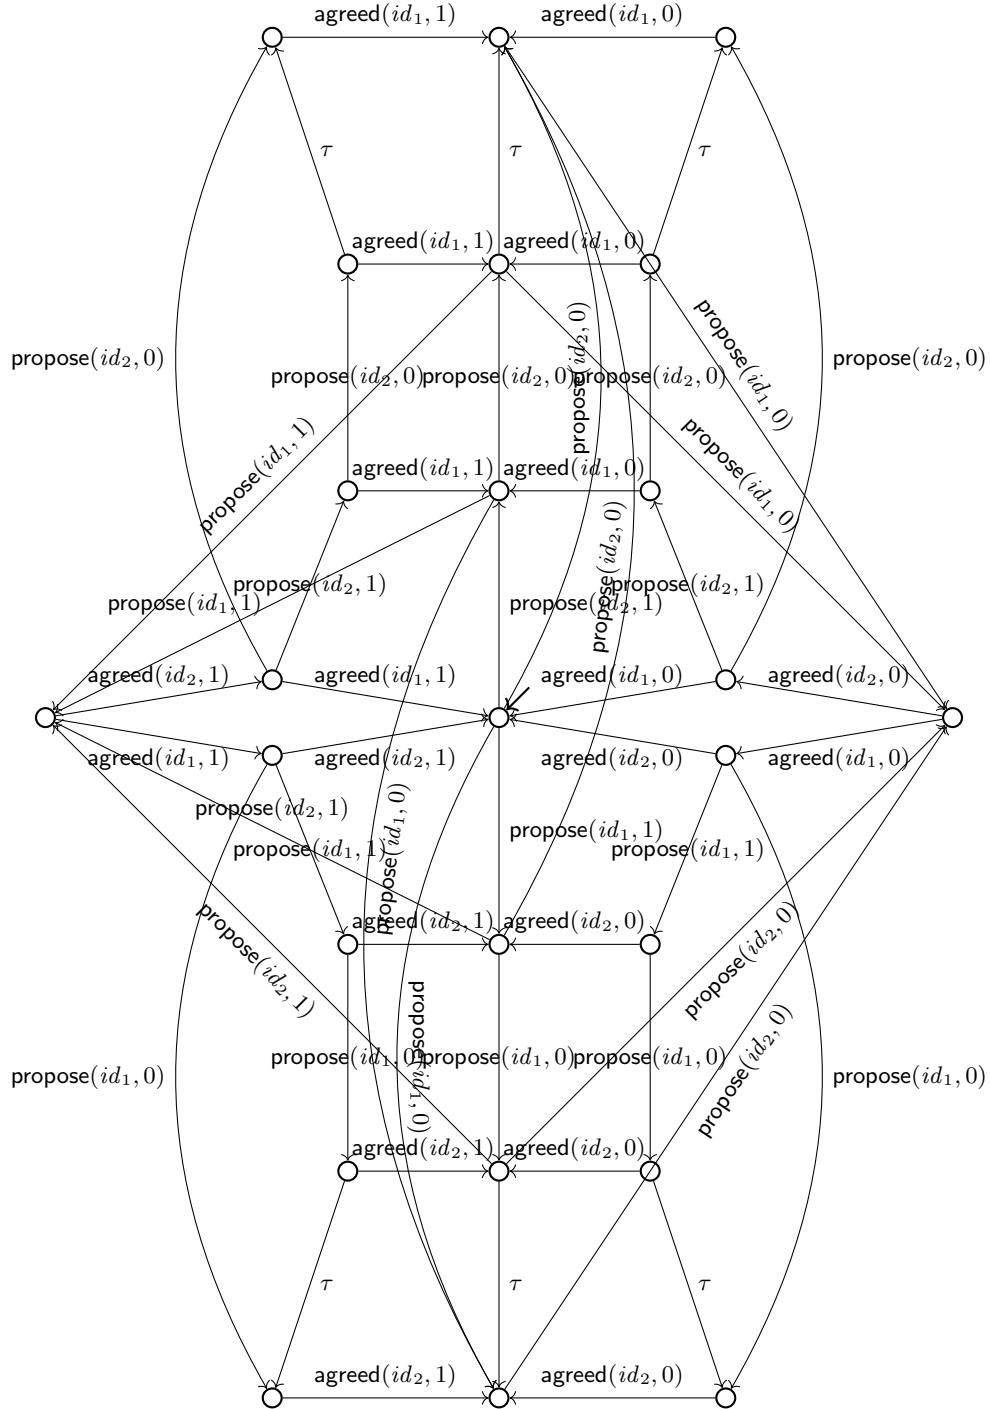 agreed(id₁, 1)
agreed(id₁, 0)
τ
τ
τ
agreed(id₁, 1)
agreed(id₁, 0)
propose(id₂, 0)
propose(id₂, 0)
propose(id₂, 0)
propose(id₂, 0)
propose(id₂, 0)
propose(id₂, 0)
propose(id₁, 0)
propose(id₁, 1)
propose(id₁, 0)
agreed(id₁, 1)
agreed(id₁, 0)
propose(id₂, 0)
propose(id₁, 1)
propose(id₂, 1)
propose(id₂, 1)
propose(id₂, 1)
agreed(id₂, 1)
agreed(id₁, 1)
agreed(id₁, 0)
agreed(id₂, 0)
agreed(id₁, 1)
agreed(id₂, 1)
agreed(id₂, 0)
agreed(id₁, 0)
propose(id₂, 1)
propose(id₁, 1)
propose(id₁, 0)
propose(id₁, 1)
propose(id₁, 1)
agreed(id₂, 1)
agreed(id₂, 0)
propose(id₂, 1)
propose(id₂, 0)
propose(id₁, 0)
propose(id₁, 0)
propose(id₁, 0)
propose(id₁, 0)
propose(id₁, 0)
propose(id₂, 0)
propose(id₁, 0)
agreed(id₂, 1)
agreed(id₂, 0)
τ
τ
τ
agreed(id₂, 1)
agreed(id₂, 0)